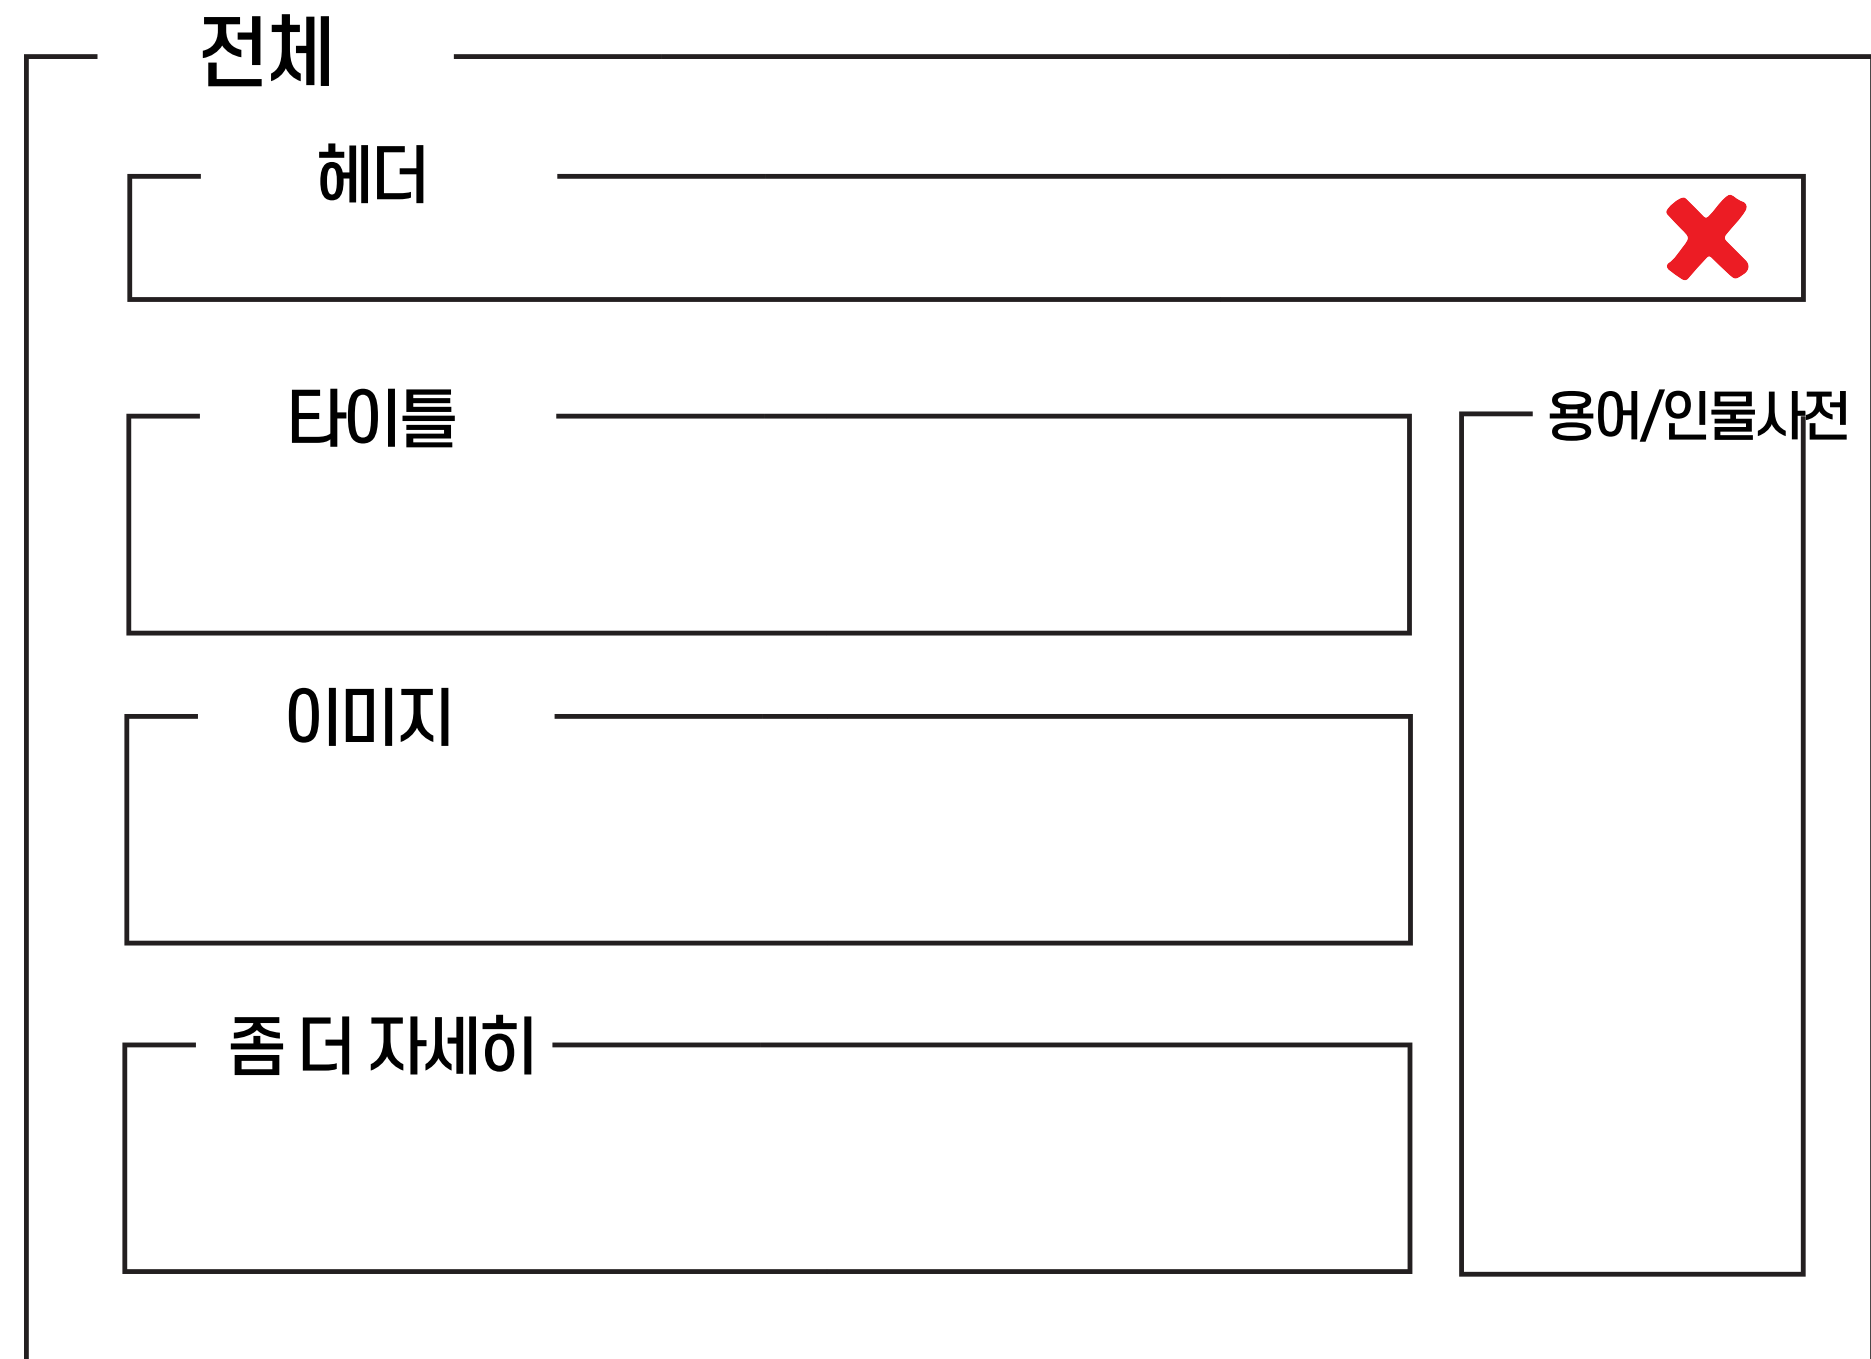 전체
헤더
타이틀
용어/인물사전
이미지
좀 더 자세히